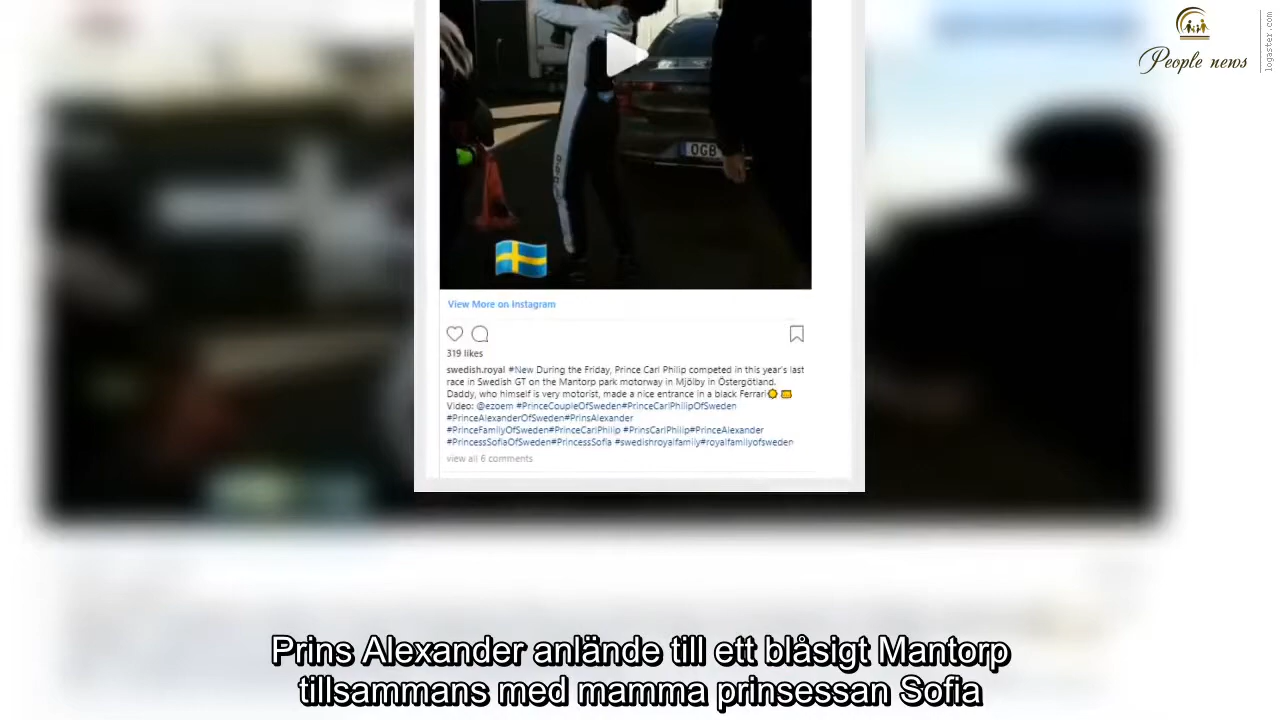 People news
logaster.com
OGB
View More on Instagram
319 likes
swedish.royal #New During the Friday, Prince Carl Philip competed in this year's last
race in Swedish GT on the Mantorp park motorway in Mjölby in Östergötland.
Daddy, who himself is very motorist, made a nice entrance in a black Ferrari
Video: @ezoem #PrinceCoupleOfSweden#PrinceCarlPhilipOfSweden
#PrinceAlexanderOfSweden#PrinsAlexander
#PrinceFamilyOfSweden#PrinceCarlPhilip #PrinsCarlPhilip#PrinceAlexander
#PrincessSofiaOfSweden#PrincessSofia #swedishroyalfamily#royalfamilyofsweden
view all 6 comments
Prins Alexander anlände till ett blåsigt Mantorp
tillsammans med mamma prinsessan Sofia